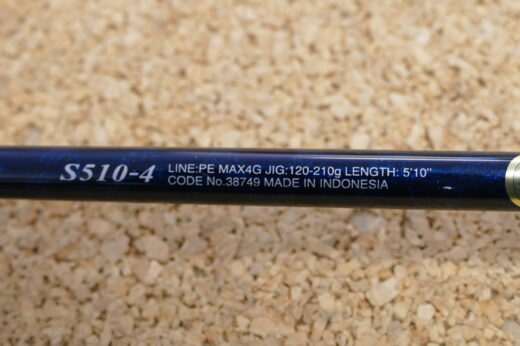 S510-4 LINE:PE MAX4G JIG:120-210g LENGTH: 5'10"
CODE No.38749 MADE IN INDONESIA